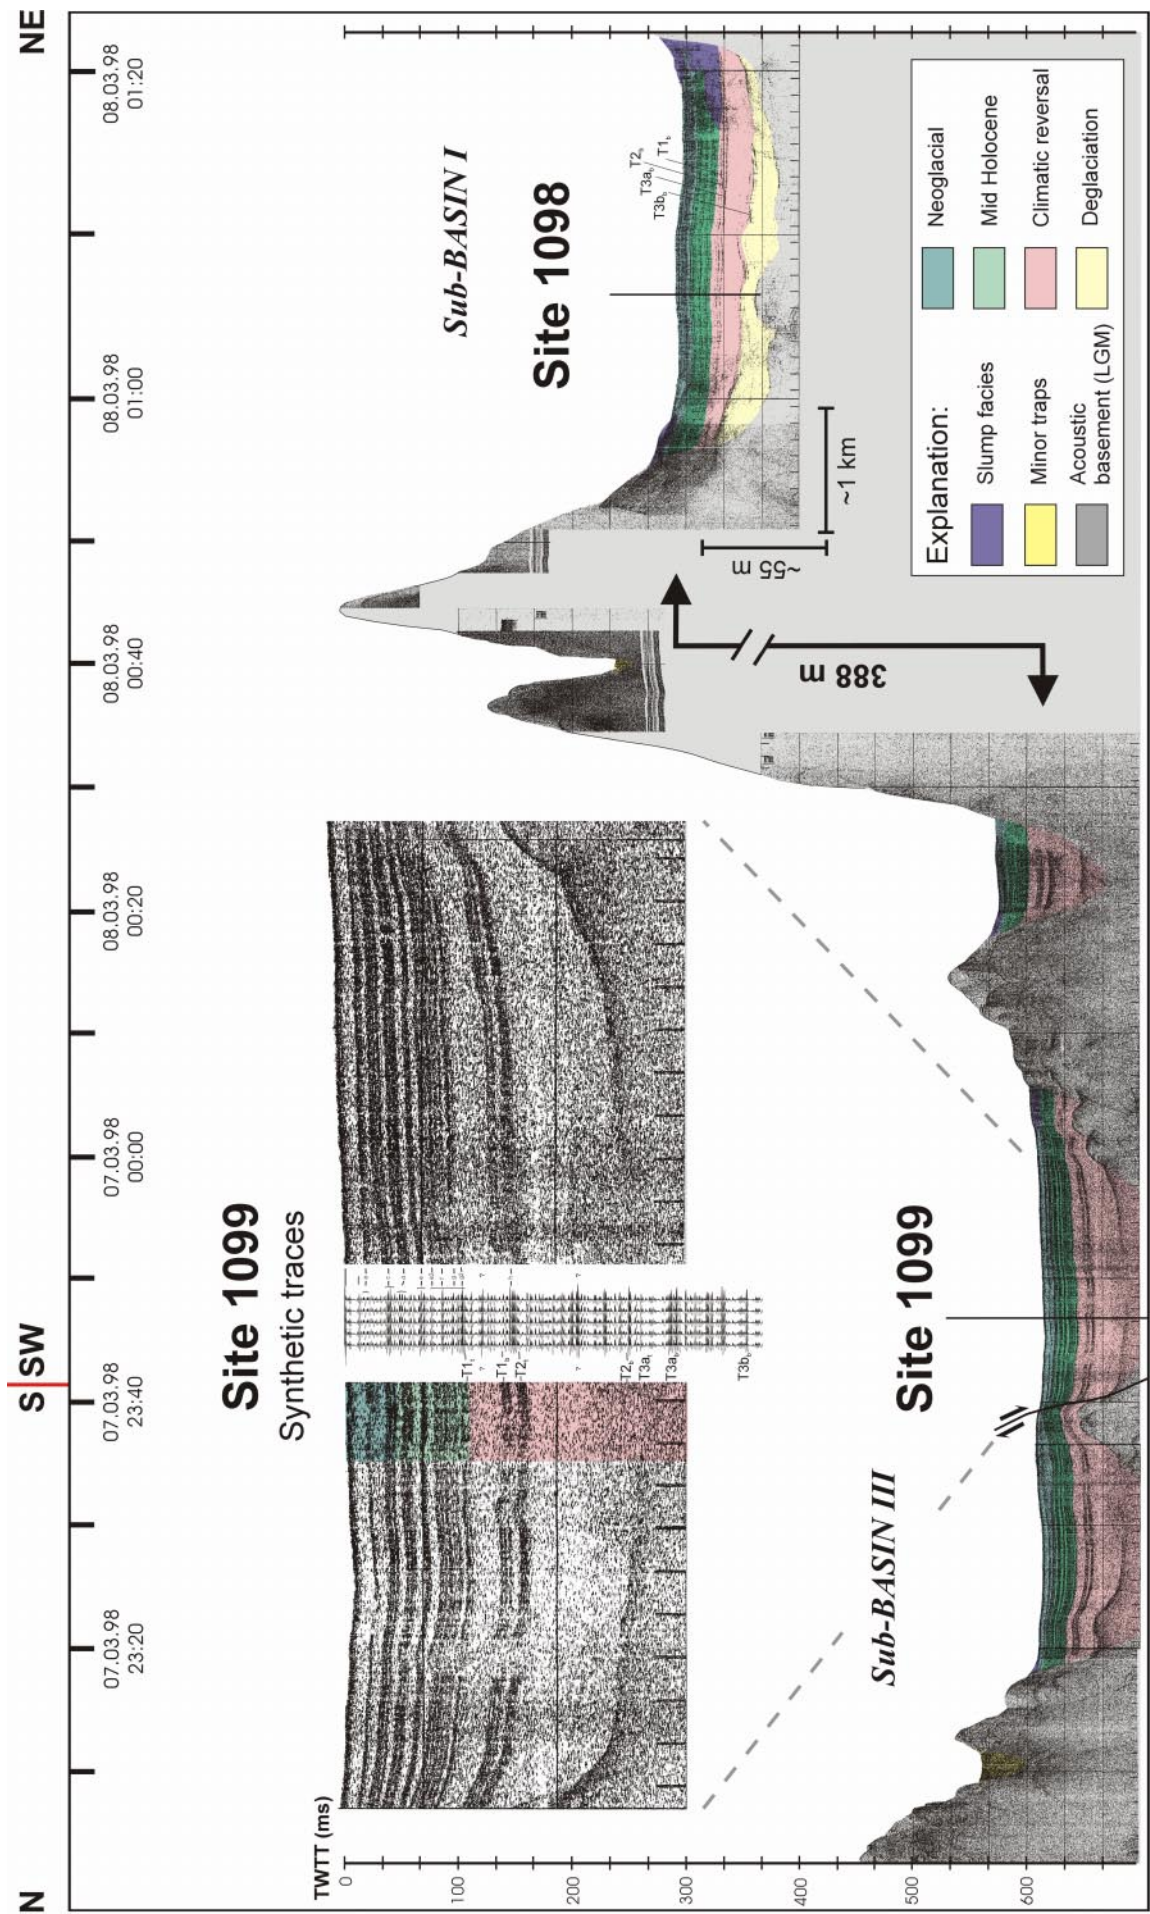 N
S SW
NE
07.03.98
23:20
07.03.98
23:40
07.03.98
00:00
08.03.98
00:20
08.03.98
00:40
08.03.98
01:00
08.03.98
01:20
TWTT (ms)
0
100
200
300
400
500
600
Site 1099
Synthetic traces
T1
T1b
T2
T2b
T3a
T3ab
T3bb
Sub-BASIN III
Site 1099
388 m
~55 m
~1 km
Sub-BASIN I
Site 1098
T3bb
T3ab
T2b
T1b
Explanation:
Slump facies
Neoglacial
Minor traps
Mid Holocene
Acoustic
basement (LGM)
Climatic reversal
Deglaciation